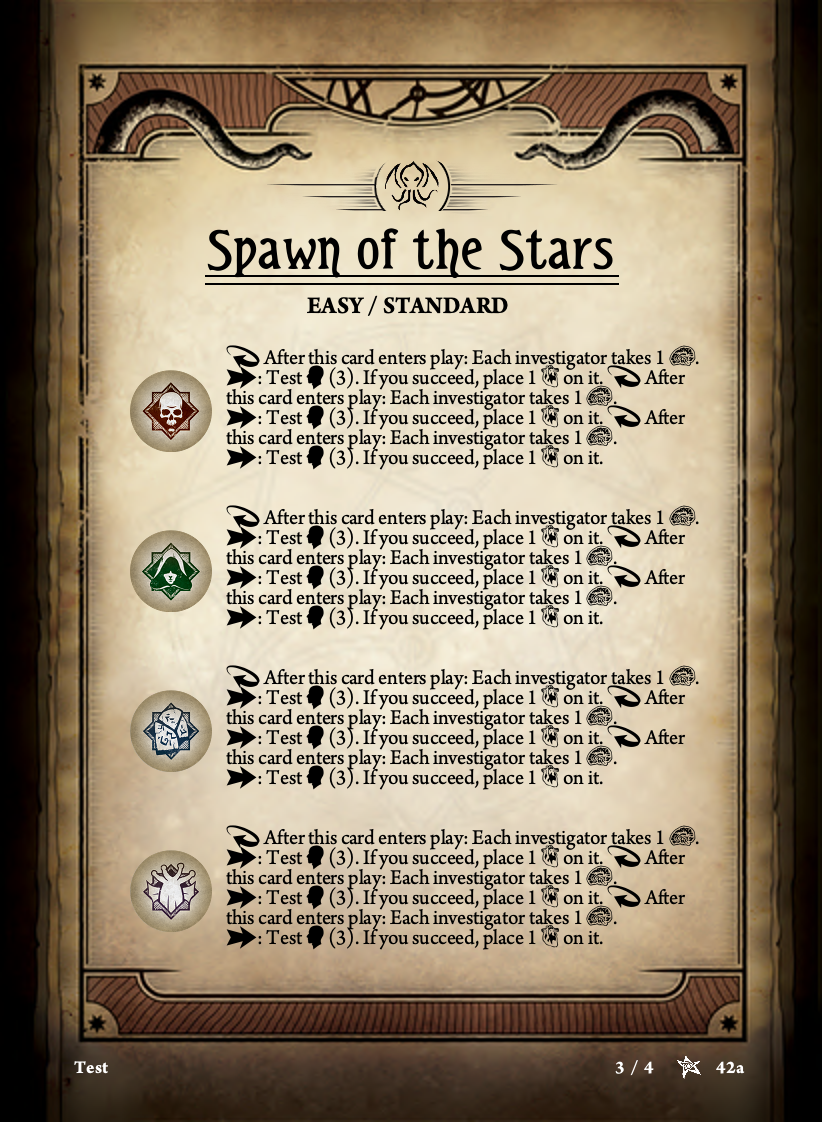 Spawn of the Stars
EASY / STANDARD
After this card enters play: Each investigator takes 1 .
: Test (3). If you succeed, place 1 on it. After
this card enters play: Each investigator takes 1 .
: Test (3). If you succeed, place 1 on it. After
this card enters play: Each investigator takes 1 .
: Test (3). If you succeed, place 1 on it.
After this card enters play: Each investigator takes 1 .
: Test (3). If you succeed, place 1 on it. After
this card enters play: Each investigator takes 1 .
: Test (3). If you succeed, place 1 on it. After
this card enters play: Each investigator takes 1 .
: Test (3). If you succeed, place 1 on it.
After this card enters play: Each investigator takes 1 .
: Test (3). If you succeed, place 1 on it. After
this card enters play: Each investigator takes 1 .
: Test (3). If you succeed, place 1 on it. After
this card enters play: Each investigator takes 1 .
: Test (3). If you succeed, place 1 on it.
After this card enters play: Each investigator takes 1 .
: Test (3). If you succeed, place 1 on it. After
this card enters play: Each investigator takes 1 .
: Test (3). If you succeed, place 1 on it. After
this card enters play: Each investigator takes 1 .
: Test (3). If you succeed, place 1 on it.
Test 3 / 4 42a